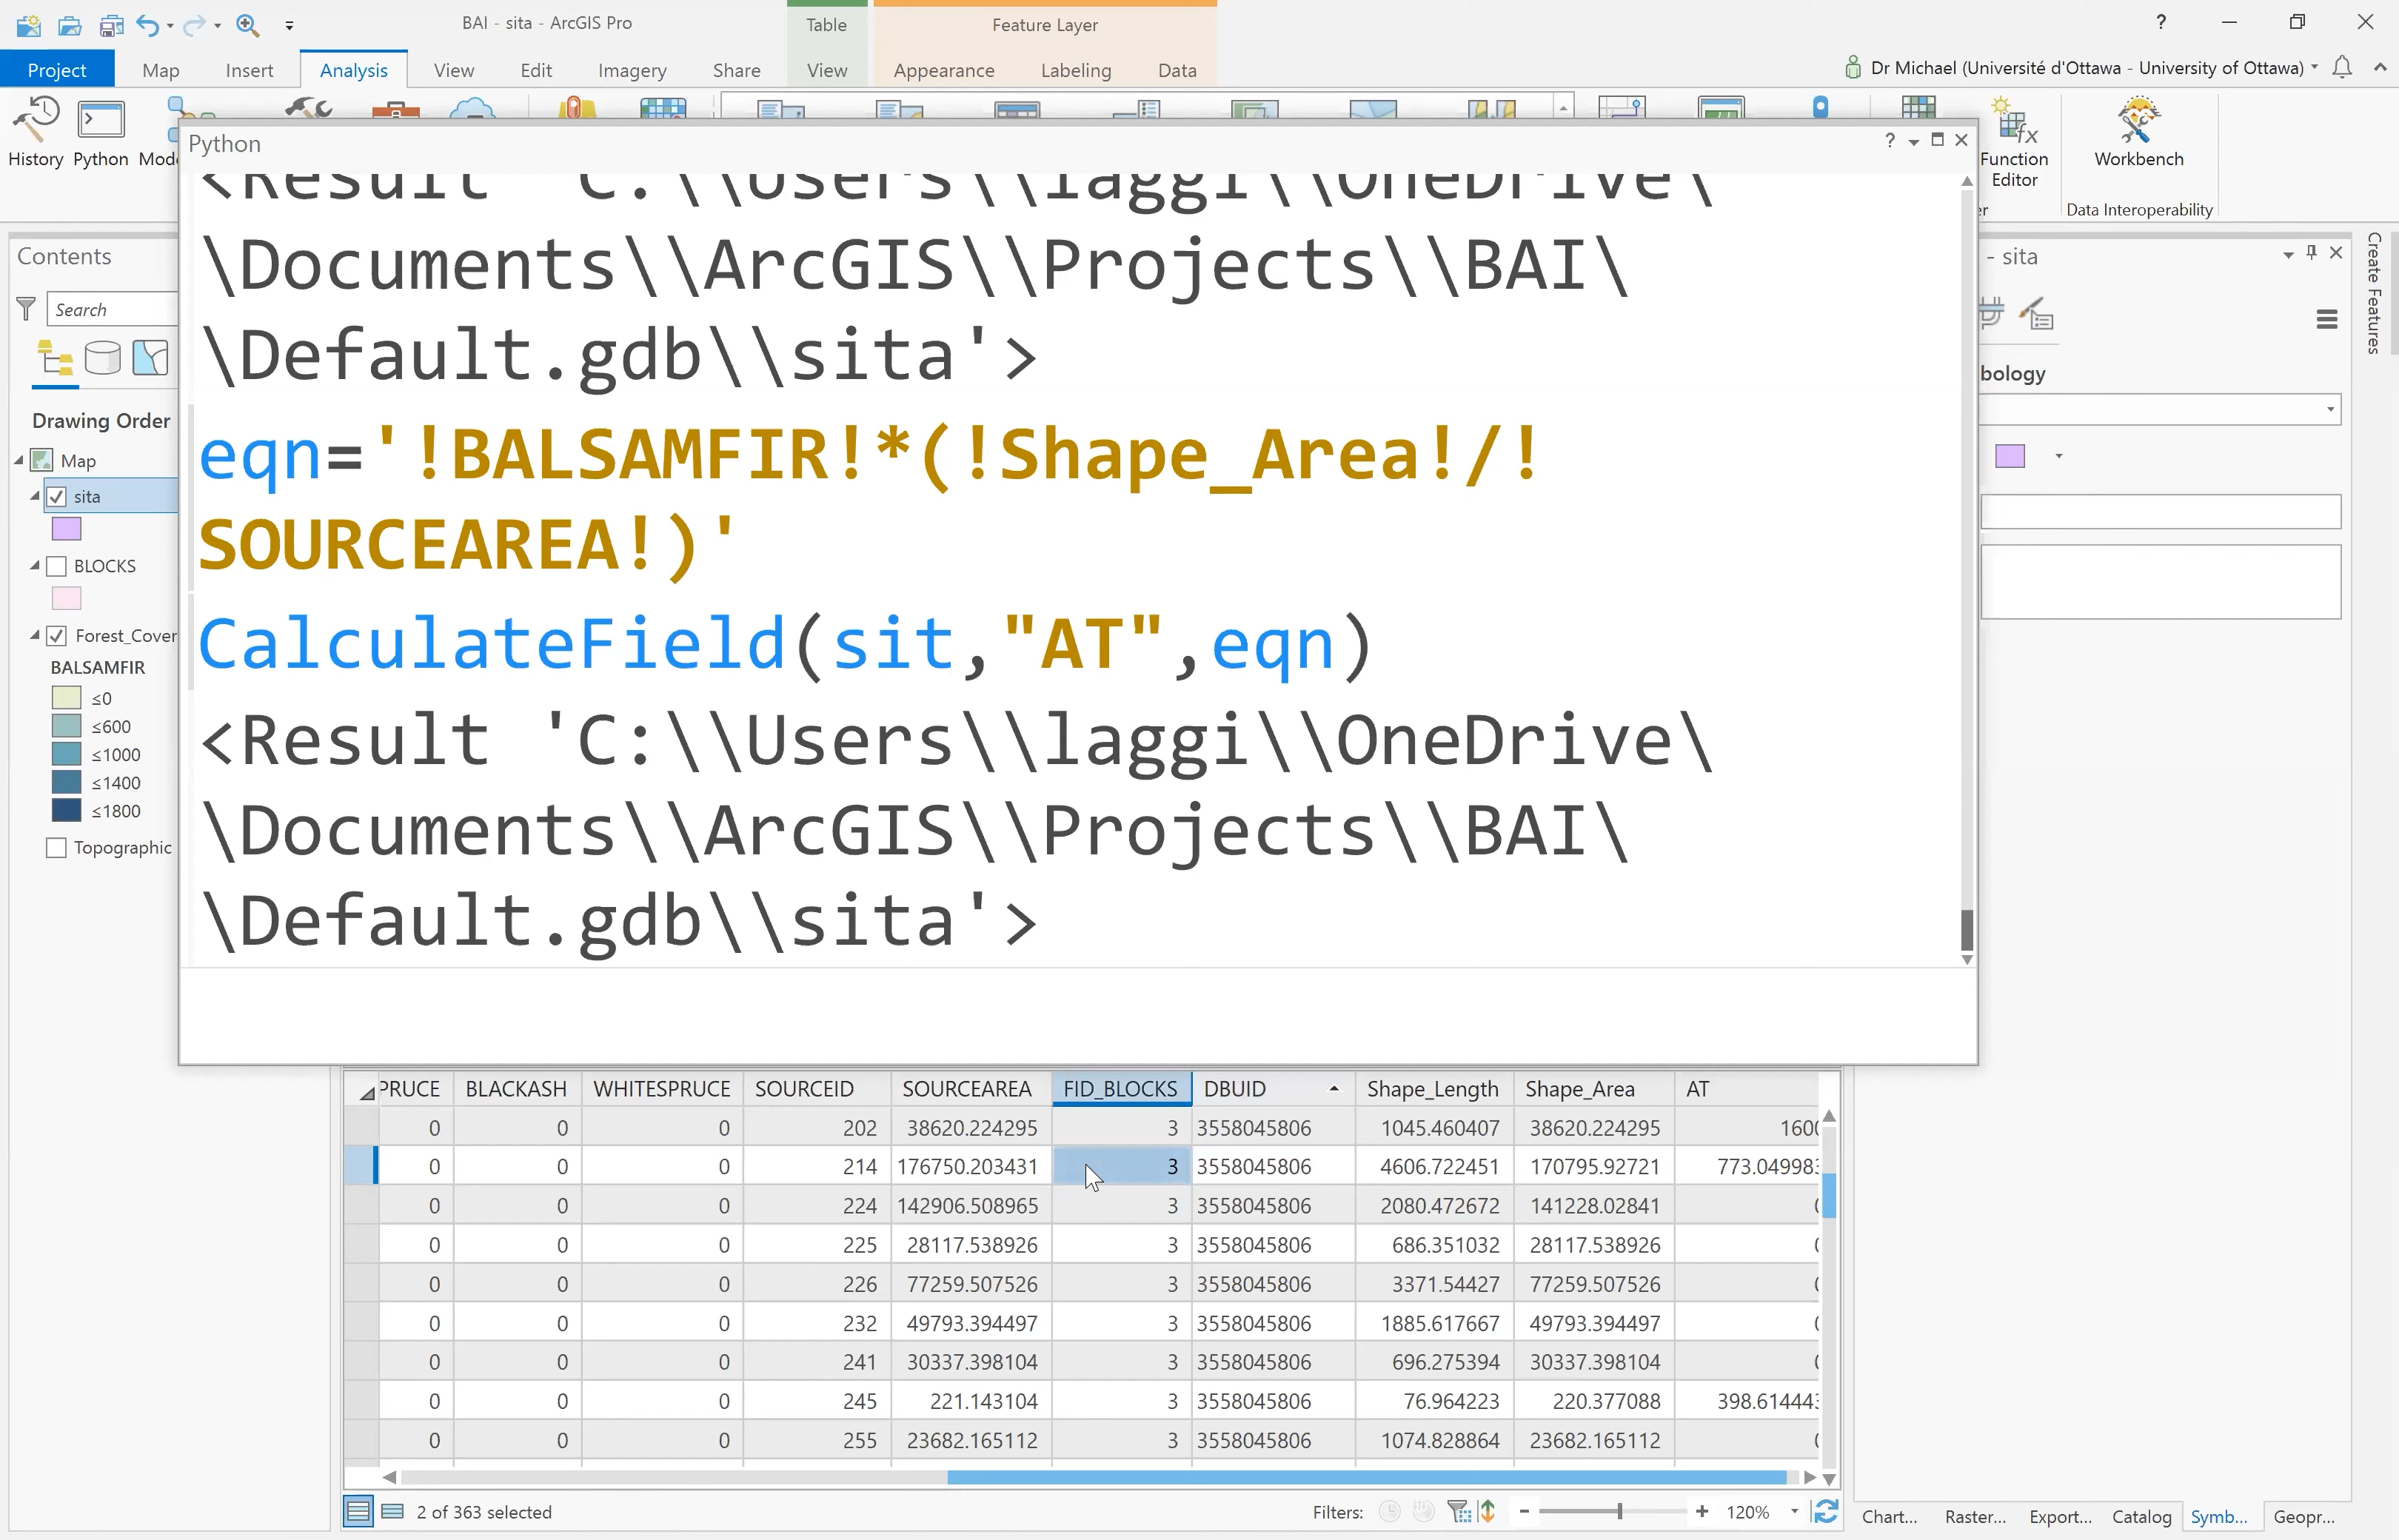 BAI - sita - ArcGIS Pro
Table
Feature Layer
?
Project
Map
Insert
Analysis
View
Edit
Imagery
Share
View
Appearance
Labeling
Data
Dr Michael (Université d'Ottawa - University of Ottawa)
History
Python
Function
Editor
Workbench
Data Interoperability
Python
?
<Result 'C:\\Users\\laggi\\OneDrive\
\Documents\\ArcGIS\\Projects\\BAI\
\Default.gdb\\sita'>
eqn='!BALSAMFIR!*(!Shape_Area!/!
SOURCEAREA!)'
CalculateField(sit,"AT",eqn)
<Result 'C:\\Users\\laggi\\OneDrive\
\Documents\\ArcGIS\\Projects\\BAI\
\Default.gdb\\sita'>
Contents
Search
Drawing Order
Map
sita
BLOCKS
Forest_Cover
BALSAMFIR
≤0
≤600
≤1000
≤1400
≤1800
Topographic
- sita
bology
Create Features
PRUCE BLACKASH WHITESPRUCE SOURCEID SOURCEAREA FID_BLOCKS DBUID Shape_Length Shape_Area AT
0 0 0 202 38620.224295 3 3558045806 1045.460407 38620.224295 1600
0 0 0 214 176750.203431 3 3558045806 4606.722451 170795.92721 773.049983
0 0 0 224 142906.508965 3 3558045806 2080.472672 141228.02841
0 0 0 225 28117.538926 3 3558045806 686.351032 28117.538926
0 0 0 226 77259.507526 3 3558045806 3371.54427 77259.507526
0 0 0 232 49793.394497 3 3558045806 1885.617667 49793.394497
0 0 0 241 30337.398104 3 3558045806 696.275394 30337.398104
0 0 0 245 221.143104 3 3558045806 76.964223 220.377088 398.614443
0 0 0 255 23682.165112 3 3558045806 1074.828864 23682.165112
2 of 363 selected
Filters:
- + 120%
Chart... Raster... Export... Catalog Symb... Geopr...